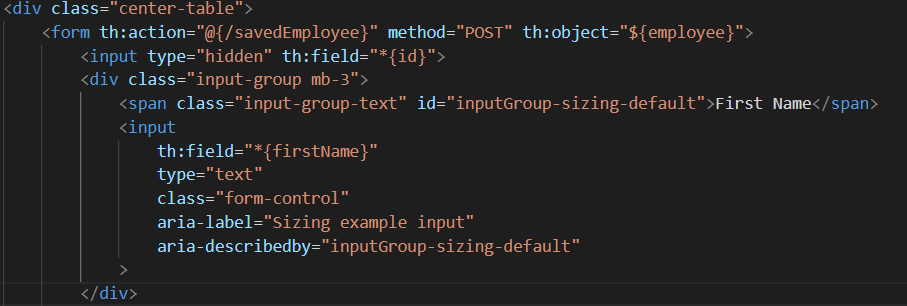 <div class="center-table">
<form th:action="@{/savedEmployee}" method="POST" th:object="${employee}">
<input type="hidden" th:field="*{id}">
<div class="input-group mb-3">
<span class="input-group-text" id="inputGroup-sizing-default">First Name</span>
<input
th:field="*{firstName}"
type="text"
class="form-control"
aria-label="Sizing example input"
aria-describedby="inputGroup-sizing-default"
>
</div>